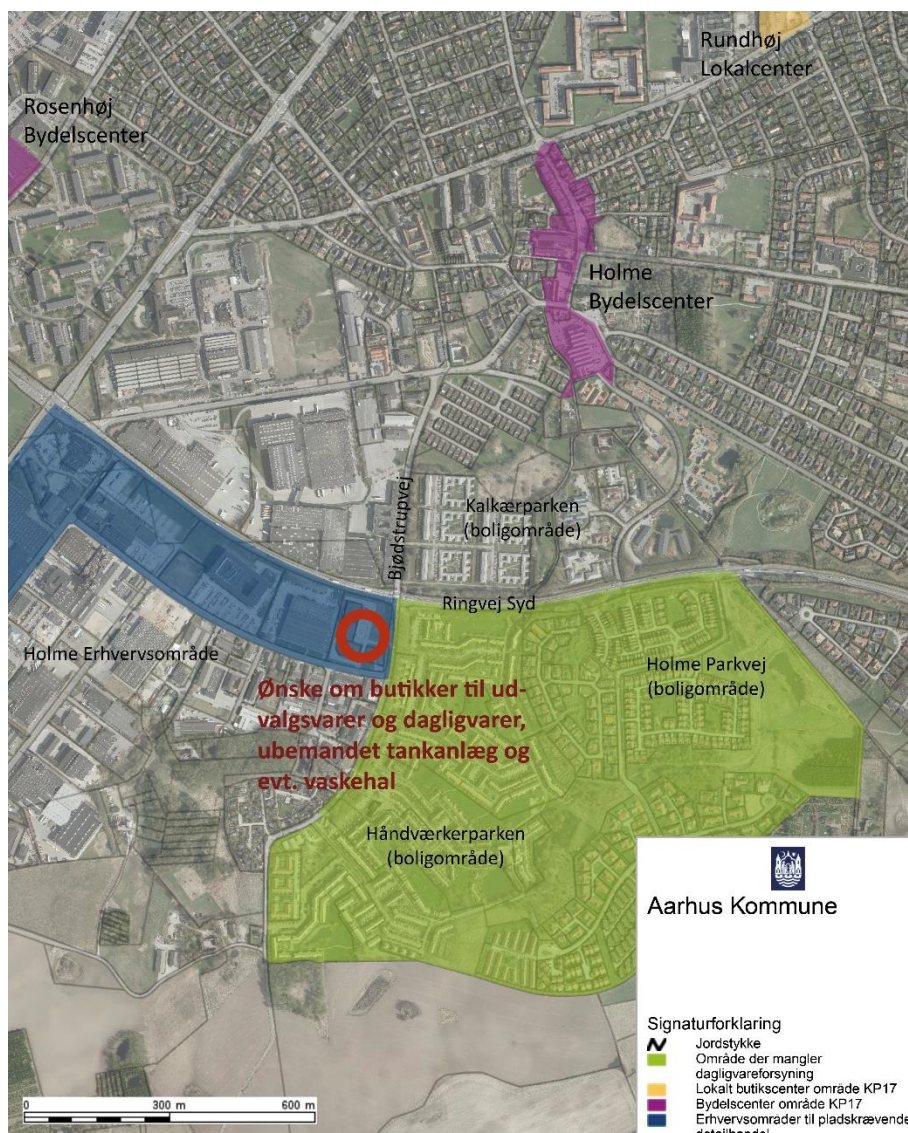 Rundhøj
Lokalcenter
Rosenhøj
Bydelscenter
Holme
Bydelscenter
Bjødstrupvej
Kalkærparken
(boligområde)
Ringvej Syd
Holme Erhvervsområde
Holme Parkvej
(boligområde)
Ønske om butikker til ud-
valgsvarer og dagligvarer,
ubemandet tankanlæg og
evt. vaskehal
Håndværkerparken
(boligområde)
Aarhus Kommune
Signaturforklaring
Jordstykke
Område der mangler
dagligvareforsyning
Lokalt butikscenter område KP17
Bydelscenter område KP17
Erhvervsområder til pladskrævende
detailhandel
0 300 m 600 m